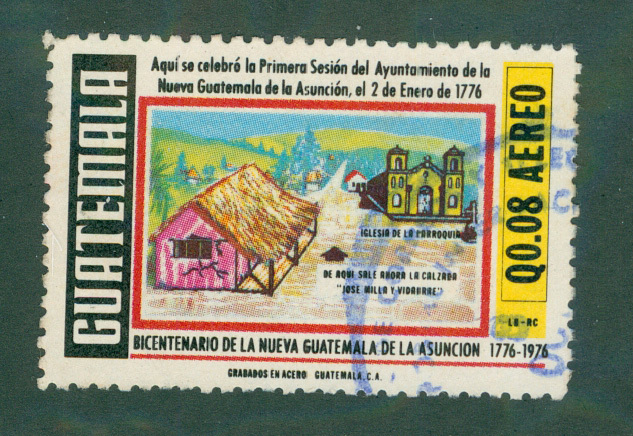 Aquí se celebró la Primera Sesión del Ayuntamiento de la
Nueva Guatemala de la Asunción, el 2 de Enero de 1776
GUATEMALA
Q0.08 AEREO
IGLESIA DE LA PARROQUIA
DE AQUI SALE AHORA LA CALZADA
"JOSE MILLA Y VIDAURRE"
LB-RC
BICENTENARIO DE LA NUEVA GUATEMALA DE LA ASUNCION 1776-1976
GRABADOS EN ACERO GUATEMALA, C.A.